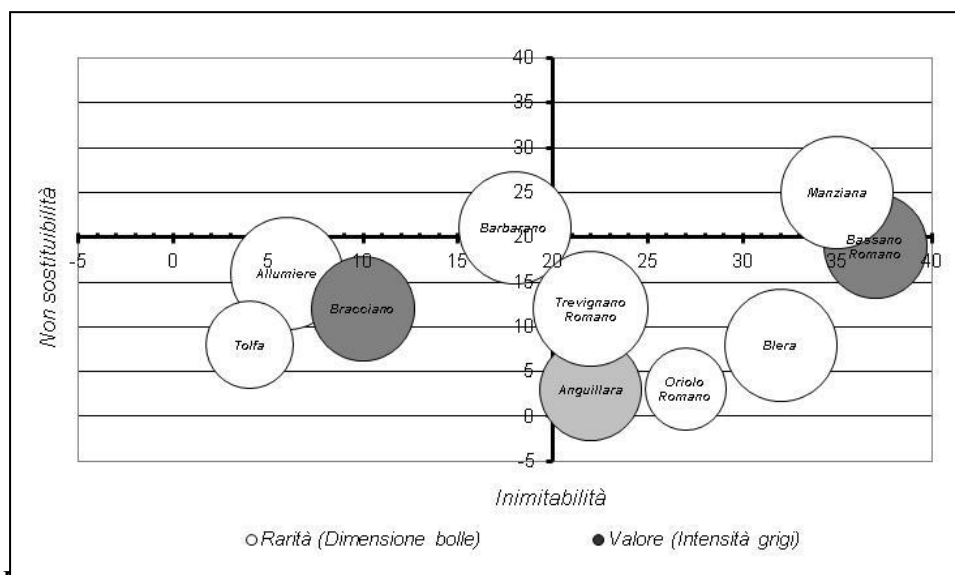 40
35
30
25
20
15
10
5
0
-5
-5
0
5
10
15
20
25
30
35
40
Non sostituibilità
Manziana
Barbarano
Bassano
Romano
Allumiere
Bracciano
Trevignano
Romano
Tolfa
Blera
Anguillara
Oriolo
Romano
Inimitabilità
Rarità (Dimensione bolle)
Valore (Intensità grigi)